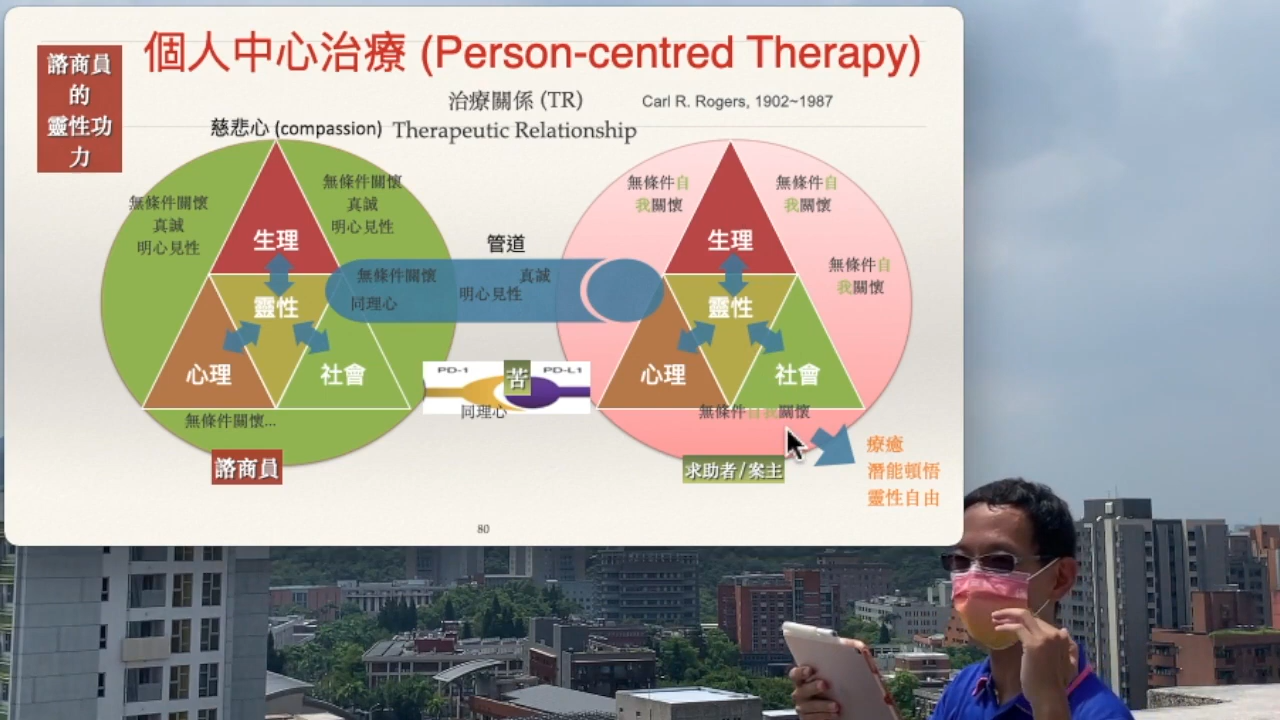 個人中心治療 (Person-centred Therapy)
諮商員
的
靈性功
力
治療關係 (TR)
Carl R. Rogers, 1902~1987
慈悲心 (compassion)
Therapeutic Relationship
無條件關懷
真誠
明心見性
無條件關懷
真誠
明心見性
生理
靈性
心理
社會
無條件關懷...
諮商員
管道
無條件關懷
真誠
同理心
明心見性
PD-1
苦
PD-L1
同理心
無條件自
我關懷
無條件自
我關懷
無條件自
我關懷
生理
靈性
心理
社會
無條件自我關懷
求助者/案主
療癒
潛能頓悟
靈性自由
80